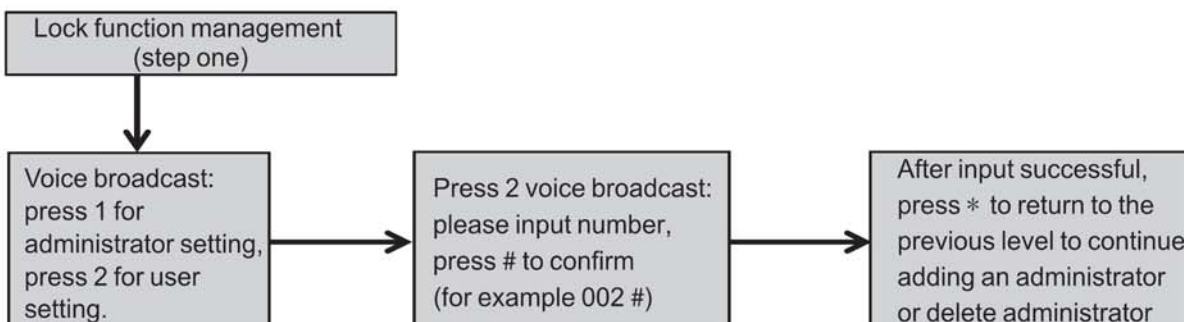 Lock function management
(step one)
Voice broadcast:
press 1 for
administrator setting,
press 2 for user
setting.
Press 2 voice broadcast:
please input number,
press # to confirm
(for example 002 #)
After input successful,
press * to return to the
previous level to continue
adding an administrator
or delete administrator